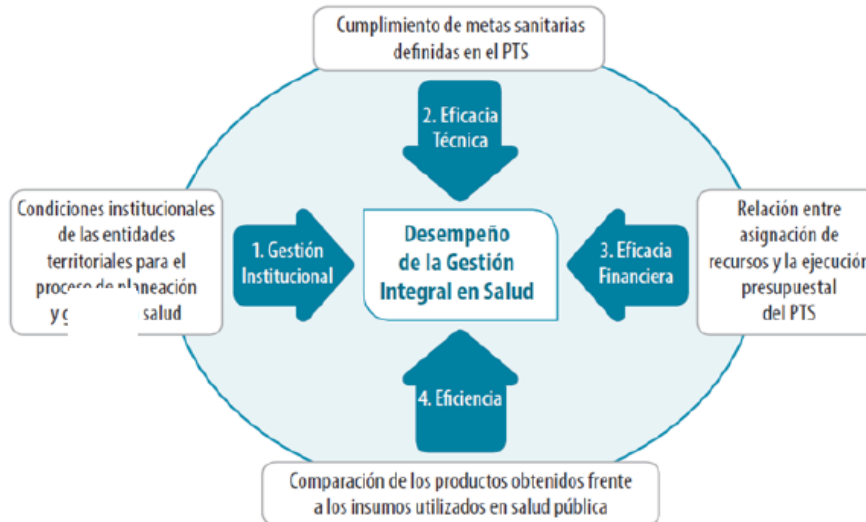 Cumplimiento de metas sanitarias
definidas en el PTS
2. Eficacia
Técnica
Condiciones institucionales
de las entidades
territoriales para el
proceso de planeación
y salud
1. Gestión
Institucional
Desempeño
de la Gestión
Integral en Salud
3. Eficacia
Financiera
Relación entre
asignación de
recursos y la ejecución
presupuestal
del PTS
4. Eficiencia
Comparación de los productos obtenidos frente
a los insumos utilizados en salud pública